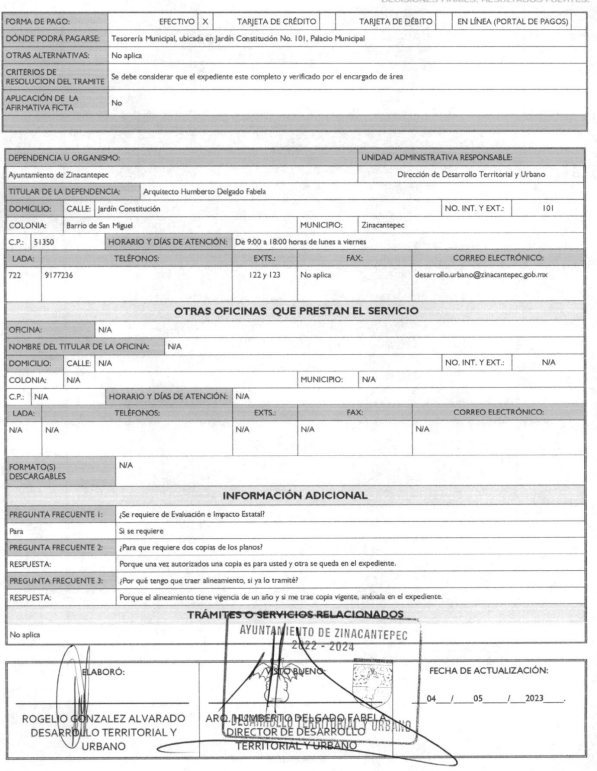 DECISIONES FIRMES, RESULTADOS FUERTES.
FORMA DE PAGO: EFECTIVO X TARJETA DE CRÉDITO TARJETA DE DÉBITO EN LÍNEA (PORTAL DE PAGOS)
DÓNDE PODRÁ PAGARSE: Tesorería Municipal, ubicada en Jardín Constitución No. 101, Palacio Municipal
OTRAS ALTERNATIVAS: No aplica
CRITERIOS DE
RESOLUCION DEL TRAMITE Se debe considerar que el expediente este completo y verificado por el encargado de área
APLICACIÓN DE LA
AFIRMATIVA FICTA No
DEPENDENCIA U ORGANISMO: UNIDAD ADMINISTRATIVA RESPONSABLE:
Ayuntamiento de Zinacantepec Dirección de Desarrollo Territorial y Urbano
TITULAR DE LA DEPENDENCIA: Arquitecto Humberto Delgado Fabela
DOMICILIO: CALLE: Jardín Constitución NO. INT. Y EXT.: 101
COLONIA: Barrio de San Miguel MUNICIPIO: Zinacantepec
C.P.: 51350 HORARIO Y DÍAS DE ATENCIÓN: De 9:00 a 18:00 horas de lunes a viernes
LADA: TELÉFONOS: EXTS.: FAX: CORREO ELECTRÓNICO:
722 9177236 122 y 123 No aplica desarrollo.urbano@zinacantepec.gob.mx
OTRAS OFICINAS QUE PRESTAN EL SERVICIO
OFICINA: N/A
NOMBRE DEL TITULAR DE LA OFICINA: N/A
DOMICILIO: CALLE: N/A NO. INT. Y EXT.: N/A
COLONIA: N/A MUNICIPIO: N/A
C.P.: N/A HORARIO Y DÍAS DE ATENCIÓN: N/A
LADA: TELÉFONOS: EXTS.: FAX: CORREO ELECTRÓNICO:
N/A N/A N/A N/A N/A
FORMATO(S)
DESCARGABLES N/A
INFORMACIÓN ADICIONAL
PREGUNTA FRECUENTE 1: ¿Se requiere de Evaluación e Impacto Estatal?
Para Si se requiere
PREGUNTA FRECUENTE 2: ¿Para que requiere dos copias de los planos?
RESPUESTA: Porque una vez autorizados una copia es para usted y otra se queda en el expediente.
PREGUNTA FRECUENTE 3: ¿Por qué tengo que traer alineamiento, si ya lo tramité?
RESPUESTA: Porque el alineamiento tiene vigencia de un año y si me trae copia vigente, anéxala en el expediente.
TRÁMITES O SERVICIOS RELACIONADOS
No aplica
AYUNTAMIENTO DE ZINACANTEPEC
2022 - 2024
ELABORÓ: VISTO BUENO: FECHA DE ACTUALIZACIÓN:
04 / 05 / 2023.
ROGELIO GONZALEZ ALVARADO
DESARROLLO TERRITORIAL Y
URBANO
ARQ. HUMBERTO DELGADO FABELA
DESARROLLO TERRITORIAL Y URBANO
DIRECTOR DE DESARROLLO
TERRITORIAL Y URBANO